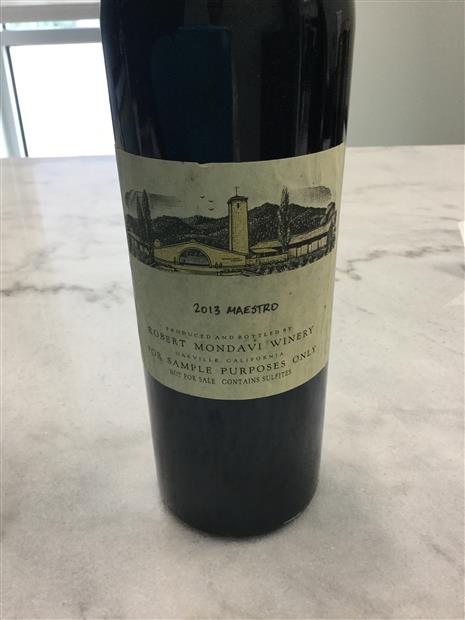 2013 MAESTRO
PRODUCED AND BOTTLED BY
ROBERT MONDAVI WINERY
OAKVILLE, CALIFORNIA
FOR SAMPLE PURPOSES ONLY
NOT FOR SALE CONTAINS SULFITES